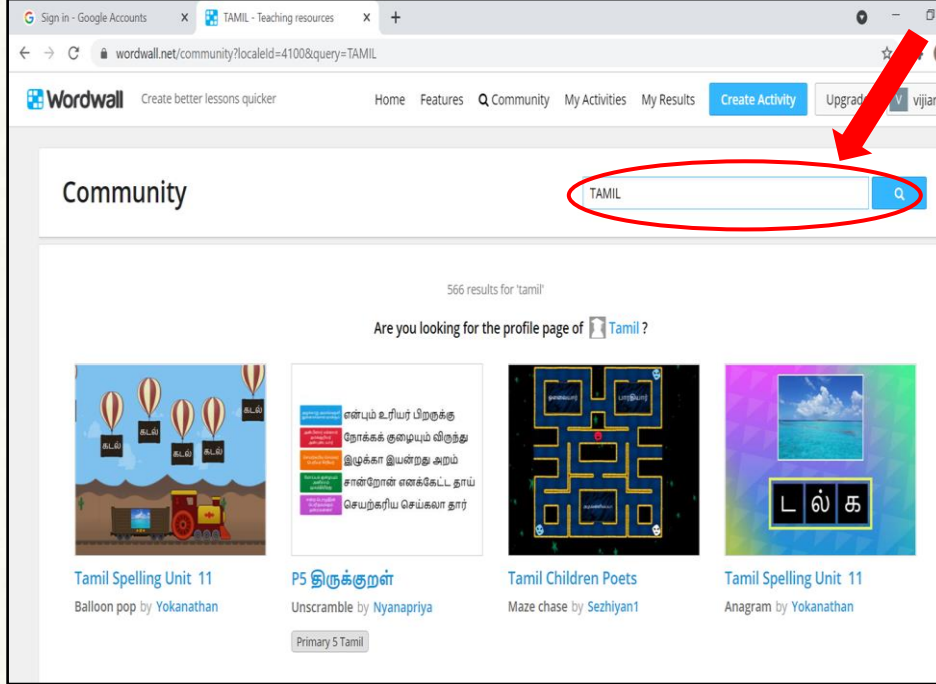 Sign in - Google Accounts
TAMIL - Teaching resources
wordwall.net/community?localeId=4100&query=TAMIL
Wordwall Create better lessons quicker Home Features Community My Activities My Results Create Activity V
Community TAMIL
566 results for 'tamil'
Are you looking for the profile page of Tamil ?
கடல்
கடல்
கடல்
கடல்
கடல்
என்பும் உரியர் பிறருக்கு
நோக்கக் குழையும் விருந்து
இழுக்கா இயன்றது அறம்
சான்றோன் எனக்கேட்ட தாய்
செயற்கரிய செய்கலா தார்
ஔவையார் பாரதியார்
ட ல் க
Tamil Spelling Unit 11
Balloon pop by Yokanathan
P5 திருக்குறள்
Unscramble by Nyanapriya
Primary 5 Tamil
Tamil Children Poets
Maze chase by Sezhiyan1
Tamil Spelling Unit 11
Anagram by Yokanathan